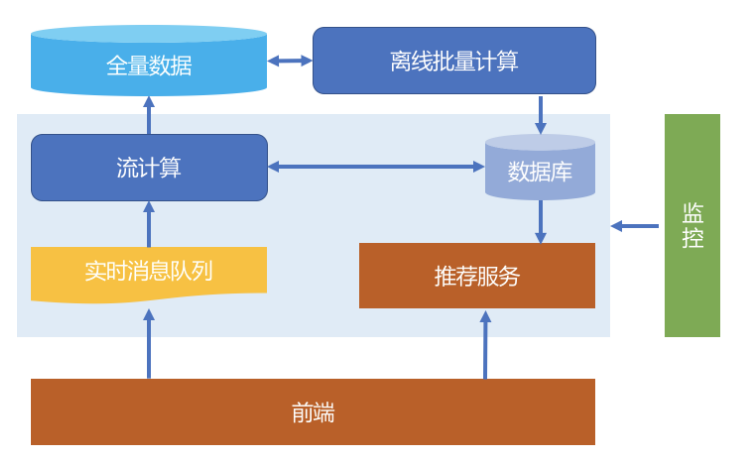 全量数据
离线批量计算
流计算
数据库
监控
实时消息队列
推荐服务
前端